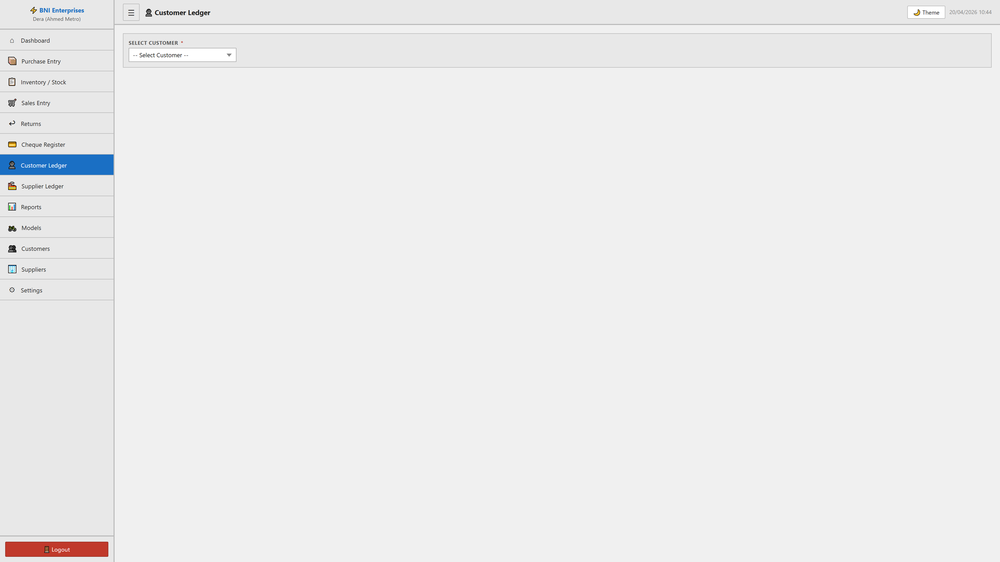 ⚡ BNI Enterprises
Dera (Ahmed Metro)
Dashboard
Purchase Entry
Inventory / Stock
Sales Entry
Returns
Cheque Register
Customer Ledger
Supplier Ledger
Reports
Models
Customers
Suppliers
Settings
Logout
☰ Customer Ledger
Theme 20/04/2026 10:44
SELECT CUSTOMER *
-- Select Customer --